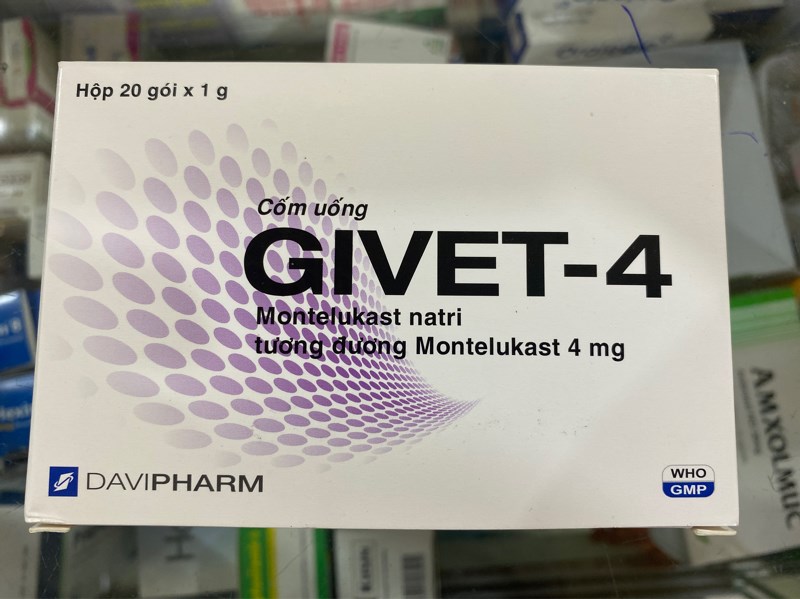 Hộp 20 gói x 1 g
Cốm uống
GIVET-4
Montelukast natri
tương đương Montelukast 4 mg
DAVIPHARM
WHO
GMP
AMXOLMUC